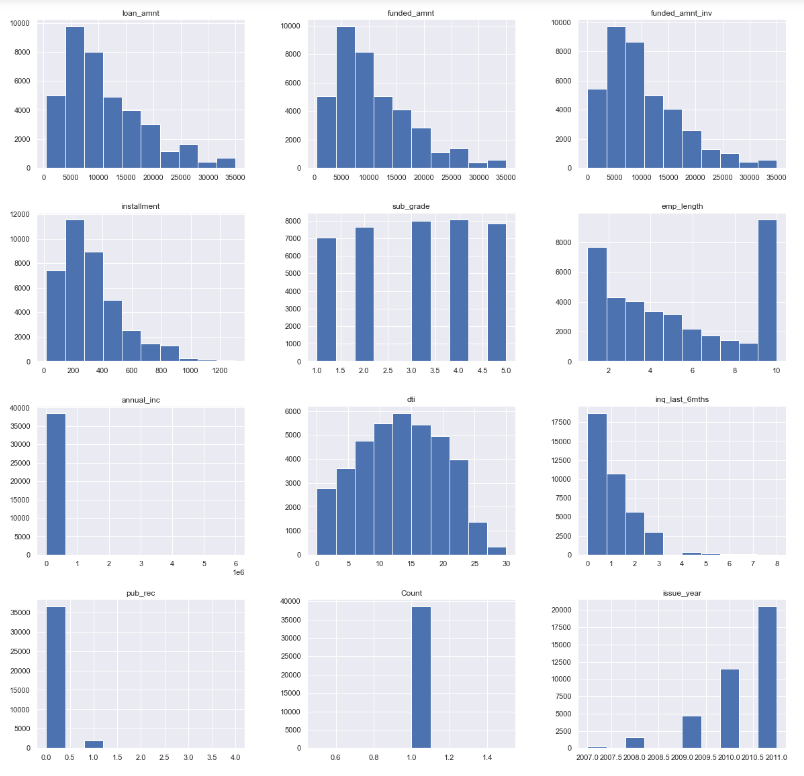 loan_amnt funded_amnt funded_amnt_inv
10000 10000 10000
8000 8000 8000
6000 6000 6000
4000 4000 4000
2000 2000 2000
0 0 0
0 5000 10000 15000 20000 25000 30000 35000 0 5000 10000 15000 20000 25000 30000 35000 0 5000 10000 15000 20000 25000 30000 35000
installment sub_grade emp_length
12000 8000 8000
10000 7000 6000
8000 6000 4000
6000 5000 2000
4000 4000 0
2000 3000
0 2000
1000
0
0 200 400 600 800 1000 1200 1.0 1.5 2.0 2.5 3.0 3.5 4.0 4.5 5.0 2 4 6 8 10
annual_inc dti inq_last_6mths
40000 6000 17500
35000 5000 15000
30000 4000 12500
25000 3000 10000
20000 2000 7500
15000 1000 5000
10000 0 2500
5000 0
0
0 1 2 3 4 5 6 0 5 10 15 20 25 30 0 1 2 3 4 5 6 7 8
1e6
pub_rec Count issue_year
35000 40000 20000
30000 35000 17500
25000 30000 15000
20000 25000 12500
15000 20000 10000
10000 15000 7500
5000 10000 5000
0 5000 2500
0 0
0.0 0.5 1.0 1.5 2.0 2.5 3.0 3.5 4.0 0.6 0.8 1.0 1.2 1.4 2007.0 2007.5 2008.0 2008.5 2009.0 2009.5 2010.0 2010.5 2011.0